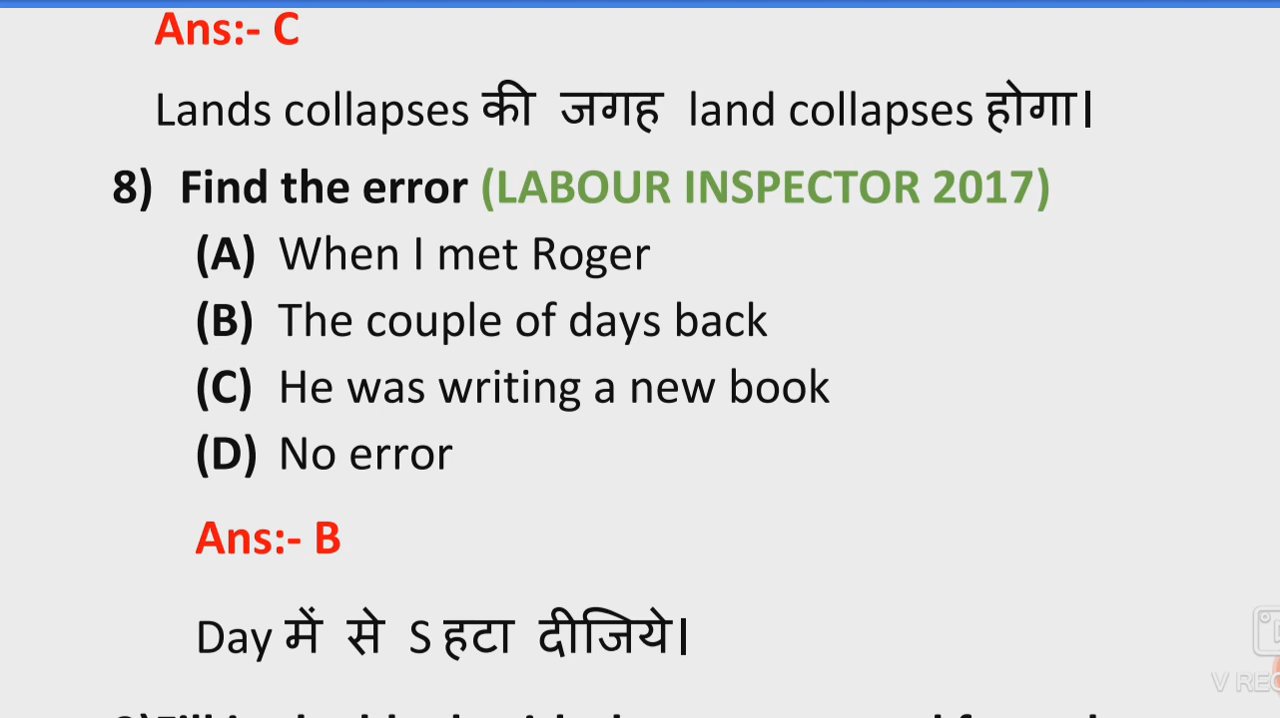 Ans:- C
Lands collapses की जगह land collapses होगा।
8) Find the error (LABOUR INSPECTOR 2017)
(A) When I met Roger
(B) The couple of days back
(C) He was writing a new book
(D) No error
Ans:- B
Day में से S हटा दीजिये।
V REC